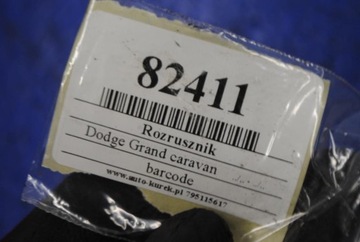 82411
Rozrusznik
Dodge Grand caravan
barcode
www.auto-kurek.pl 795115617